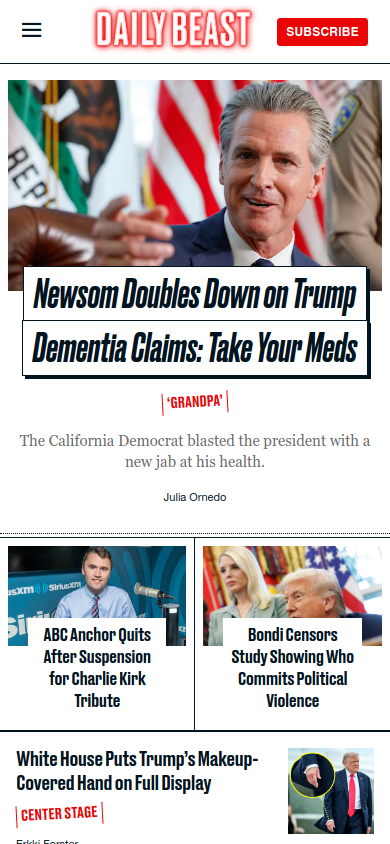 DAILY BEAST
SUBSCRIBE
REP
Newsom Doubles Down on Trump
Dementia Claims: Take Your Meds
'GRANDPA'
The California Democrat blasted the president with a
new jab at his health.
Julia Ornedo
SiriusXM
ABC Anchor Quits
After Suspension
for Charlie Kirk
Tribute
Bondi Censors
Study Showing Who
Commits Political
Violence
White House Puts Trump's Makeup-
Covered Hand on Full Display
CENTER STAGE